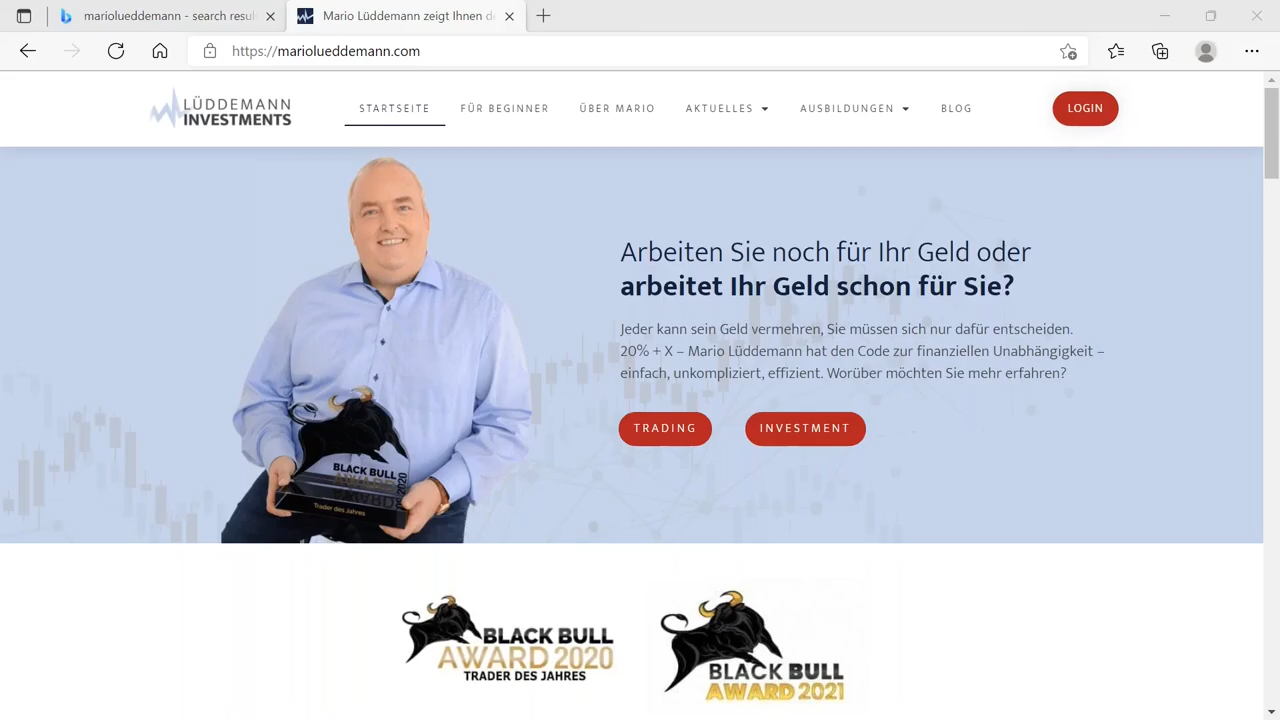 mariolueddemann - search resul
Mario Lüddemann zeigt Ihnen de
https://mariolueddemann.com
LÜDDEMANN
INVESTMENTS
STARTSEITE
FÜR BEGINNER
ÜBER MARIO
AKTUELLES
AUSBILDUNGEN
BLOG
LOGIN
Arbeiten Sie noch für Ihr Geld oder
arbeitet Ihr Geld schon für Sie?
Jeder kann sein Geld vermehren, Sie müssen sich nur dafür entscheiden.
20% + X – Mario Lüddemann hat den Code zur finanziellen Unabhängigkeit –
einfach, unkompliziert, effizient. Worüber möchten Sie mehr erfahren?
TRADING
INVESTMENT
BLACK BULL
AWARD 2020
Trader des Jahres
BLACK BULL
AWARD 2020
TRADER DES JAHRES
BLACK BULL
AWARD 2021